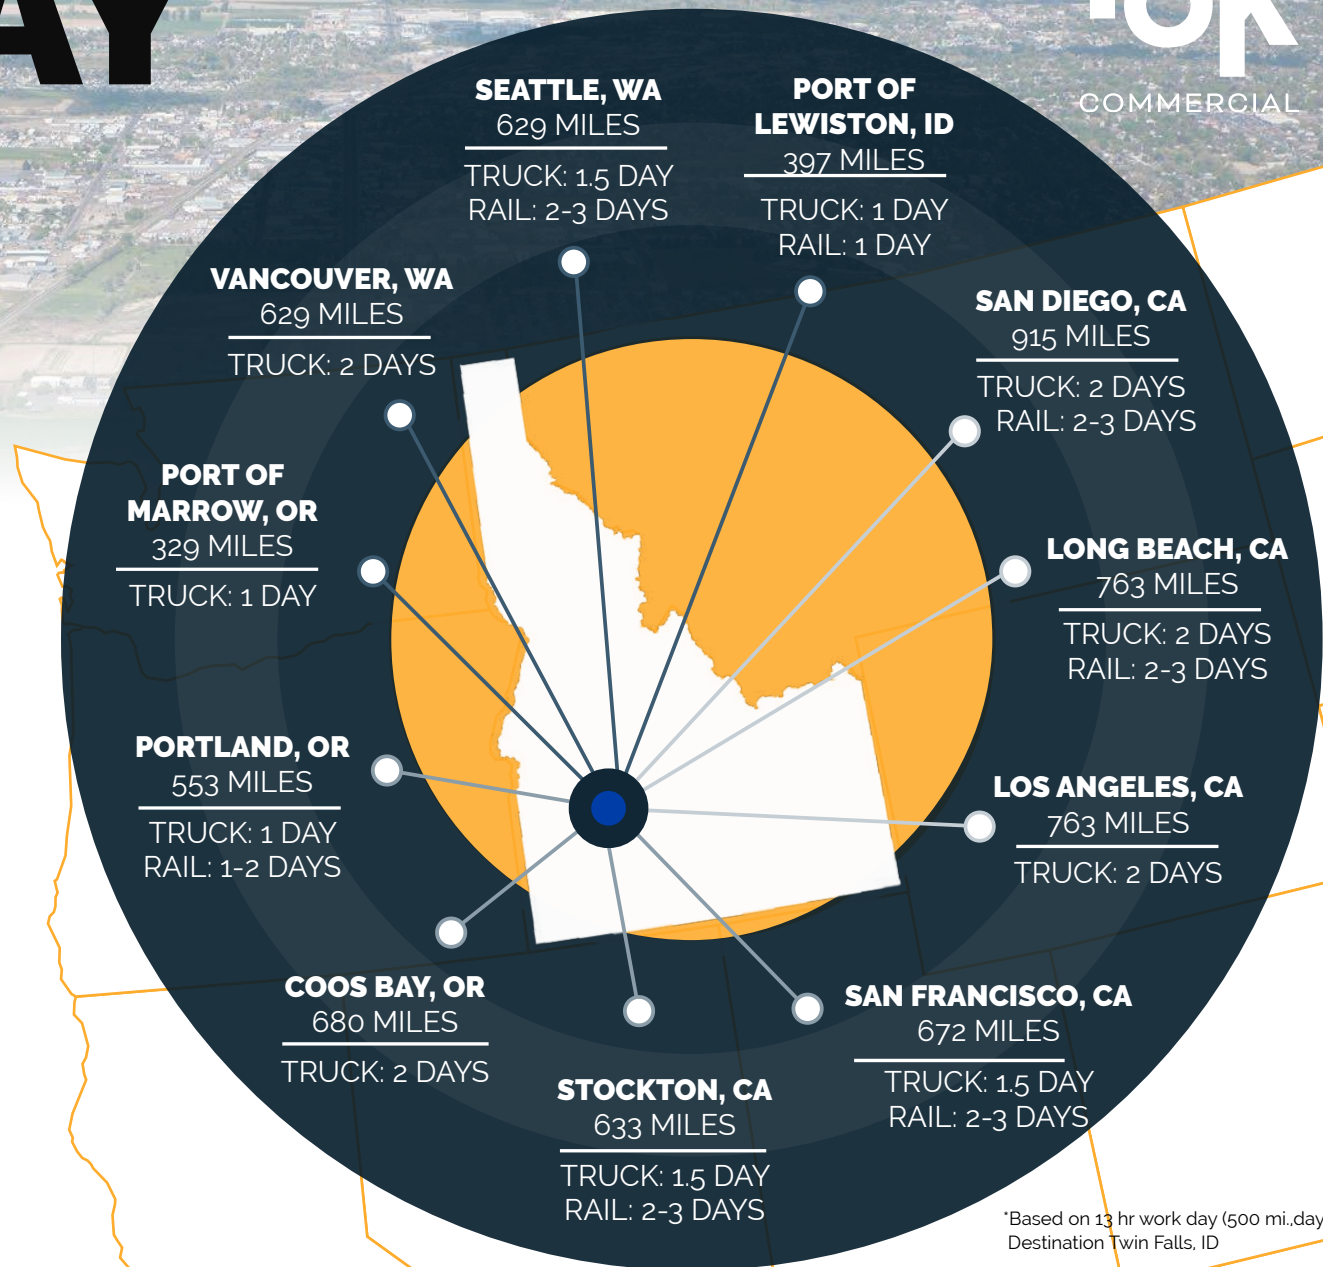 AY
COMMERCIAL
SEATTLE, WA
629 MILES
TRUCK: 1.5 DAY
RAIL: 2-3 DAYS
PORT OF
LEWISTON, ID
397 MILES
TRUCK: 1 DAY
RAIL: 1 DAY
VANCOUVER, WA
629 MILES
TRUCK: 2 DAYS
SAN DIEGO, CA
915 MILES
TRUCK: 2 DAYS
RAIL: 2-3 DAYS
PORT OF
MARROW, OR
329 MILES
TRUCK: 1 DAY
LONG BEACH, CA
763 MILES
TRUCK: 2 DAYS
RAIL: 2-3 DAYS
PORTLAND, OR
553 MILES
TRUCK: 1 DAY
RAIL: 1-2 DAYS
LOS ANGELES, CA
763 MILES
TRUCK: 2 DAYS
COOS BAY, OR
680 MILES
TRUCK: 2 DAYS
SAN FRANCISCO, CA
672 MILES
TRUCK: 1.5 DAY
RAIL: 2-3 DAYS
STOCKTON, CA
633 MILES
TRUCK: 1.5 DAY
RAIL: 2-3 DAYS
*Based on 13 hr work day (500 mi.,day
Destination Twin Falls, ID